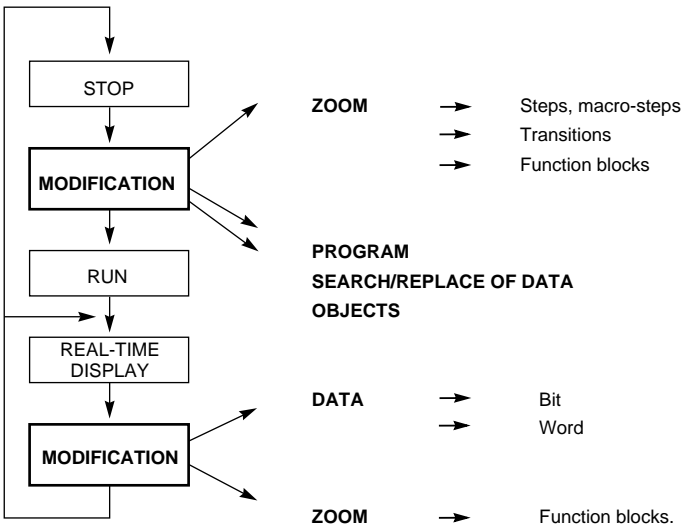 STOP
ZOOM
Steps, macro-steps
Transitions
Function blocks
MODIFICATION
PROGRAM
SEARCH/REPLACE OF DATA
OBJECTS
RUN
REAL-TIME
DISPLAY
DATA
Bit
Word
MODIFICATION
ZOOM
Function blocks.